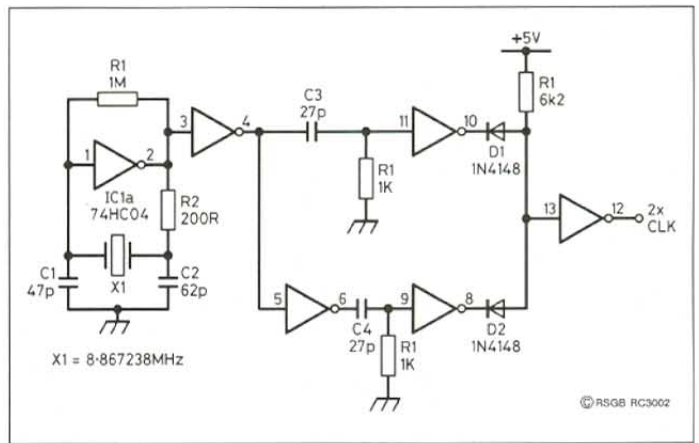 R1
1M
1
2
IC1a
74HC04
R2
200R
C1
47p
X1
C2
62p
X1 = 8·867238MHz
3
4
C3
27p
R1
1K
11
10
D1
1N4148
+5V
R1
6k2
13
12
2x
CLK
5
6
C4
27p
9
8
R1
1K
D2
1N4148
© RSGB RC3002